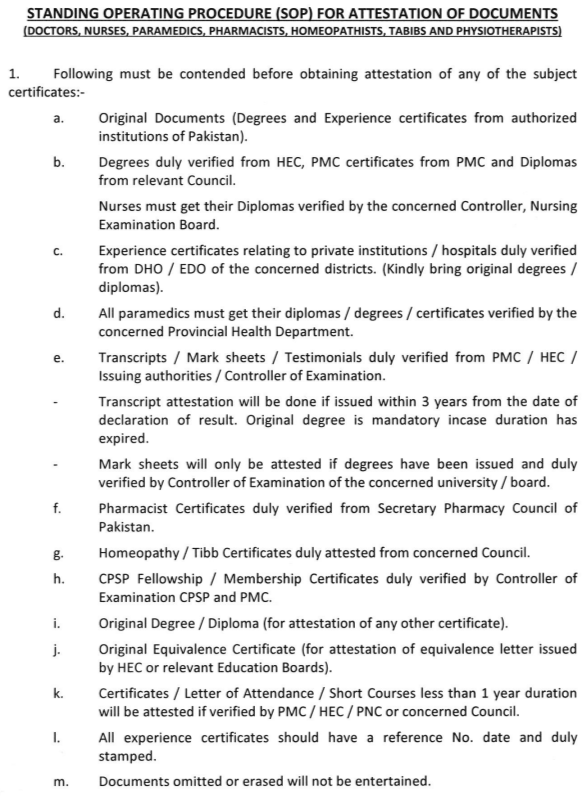 STANDING OPERATING PROCEDURE (SOP) FOR ATTESTATION OF DOCUMENTS
(DOCTORS, NURSES, PARAMEDICS, PHARMACISTS, HOMEOPATHISTS, TABIBS AND PHYSIOTHERAPISTS)
1. Following must be contended before obtaining attestation of any of the subject
certificates:-
a. Original Documents (Degrees and Experience certificates from authorized
institutions of Pakistan).
b. Degrees duly verified from HEC, PMC certificates from PMC and Diplomas
from relevant Council.
Nurses must get their Diplomas verified by the concerned Controller, Nursing
Examination Board.
c. Experience certificates relating to private institutions / hospitals duly verified
from DHO / EDO of the concerned districts. (Kindly bring original degrees /
diplomas).
d. All paramedics must get their diplomas / degrees / certificates verified by the
concerned Provincial Health Department.
e. Transcripts / Mark sheets / Testimonials duly verified from PMC / HEC /
Issuing authorities / Controller of Examination.
- Transcript attestation will be done if issued within 3 years from the date of
declaration of result. Original degree is mandatory incase duration has
expired.
- Mark sheets will only be attested if degrees have been issued and duly
verified by Controller of Examination of the concerned university / board.
f. Pharmacist Certificates duly verified from Secretary Pharmacy Council of
Pakistan.
g. Homeopathy / Tibb Certificates duly attested from concerned Council.
h. CPSP Fellowship / Membership Certificates duly verified by Controller of
Examination CPSP and PMC.
i. Original Degree / Diploma (for attestation of any other certificate).
j. Original Equivalence Certificate (for attestation of equivalence letter issued
by HEC or relevant Education Boards).
k. Certificates / Letter of Attendance / Short Courses less than 1 year duration
will be attested if verified by PMC / HEC / PNC or concerned Council.
l. All experience certificates should have a reference No. date and duly
stamped.
m. Documents omitted or erased will not be entertained.